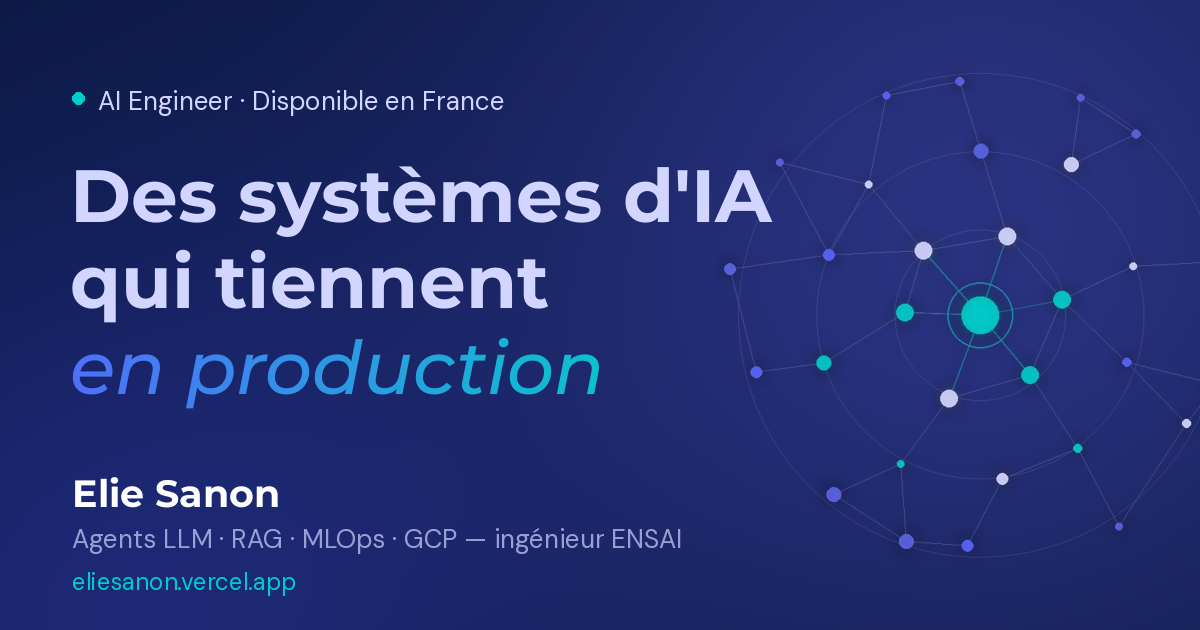 AI Engineer · Disponible en France
Des systèmes d'IA
qui tiennent
en production
Elie Sanon
Agents LLM · RAG · MLOps · GCP — ingénieur ENSAI
eliesanon.vercel.app